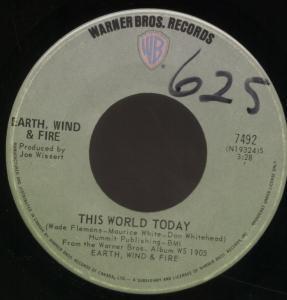 WARNER BROS. RECORDS
WB
625
EARTH, WIND
& FIRE
Produced by
Joe Wissert
7492
(N19324)S
3:28
THIS WORLD TODAY
(Wade Flemons-Maurice White-Don Whitehead)
Hummit Publishing-BMI
From the Warner Bros. Album WS 1905
EARTH, WIND & FIRE